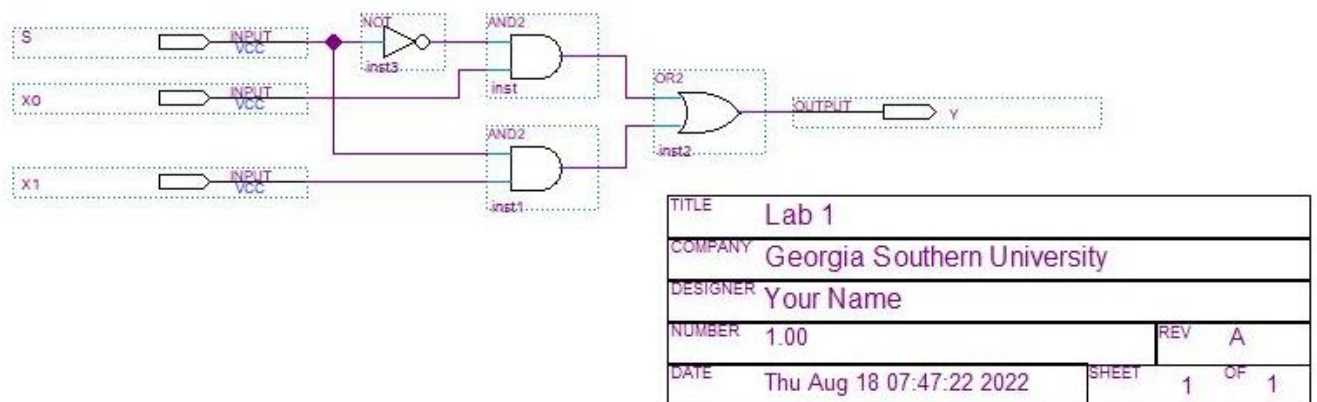 S
INPUT
VCC
NOT
inst3
AND2
inst
X0
INPUT
VCC
OR2
inst2
OUTPUT
Y
AND2
inst1
X1
INPUT
VCC
TITLE Lab 1
COMPANY Georgia Southern University
DESIGNER Your Name
NUMBER 1.00 REV A
DATE Thu Aug 18 07:47:22 2022 SHEET 1 OF 1